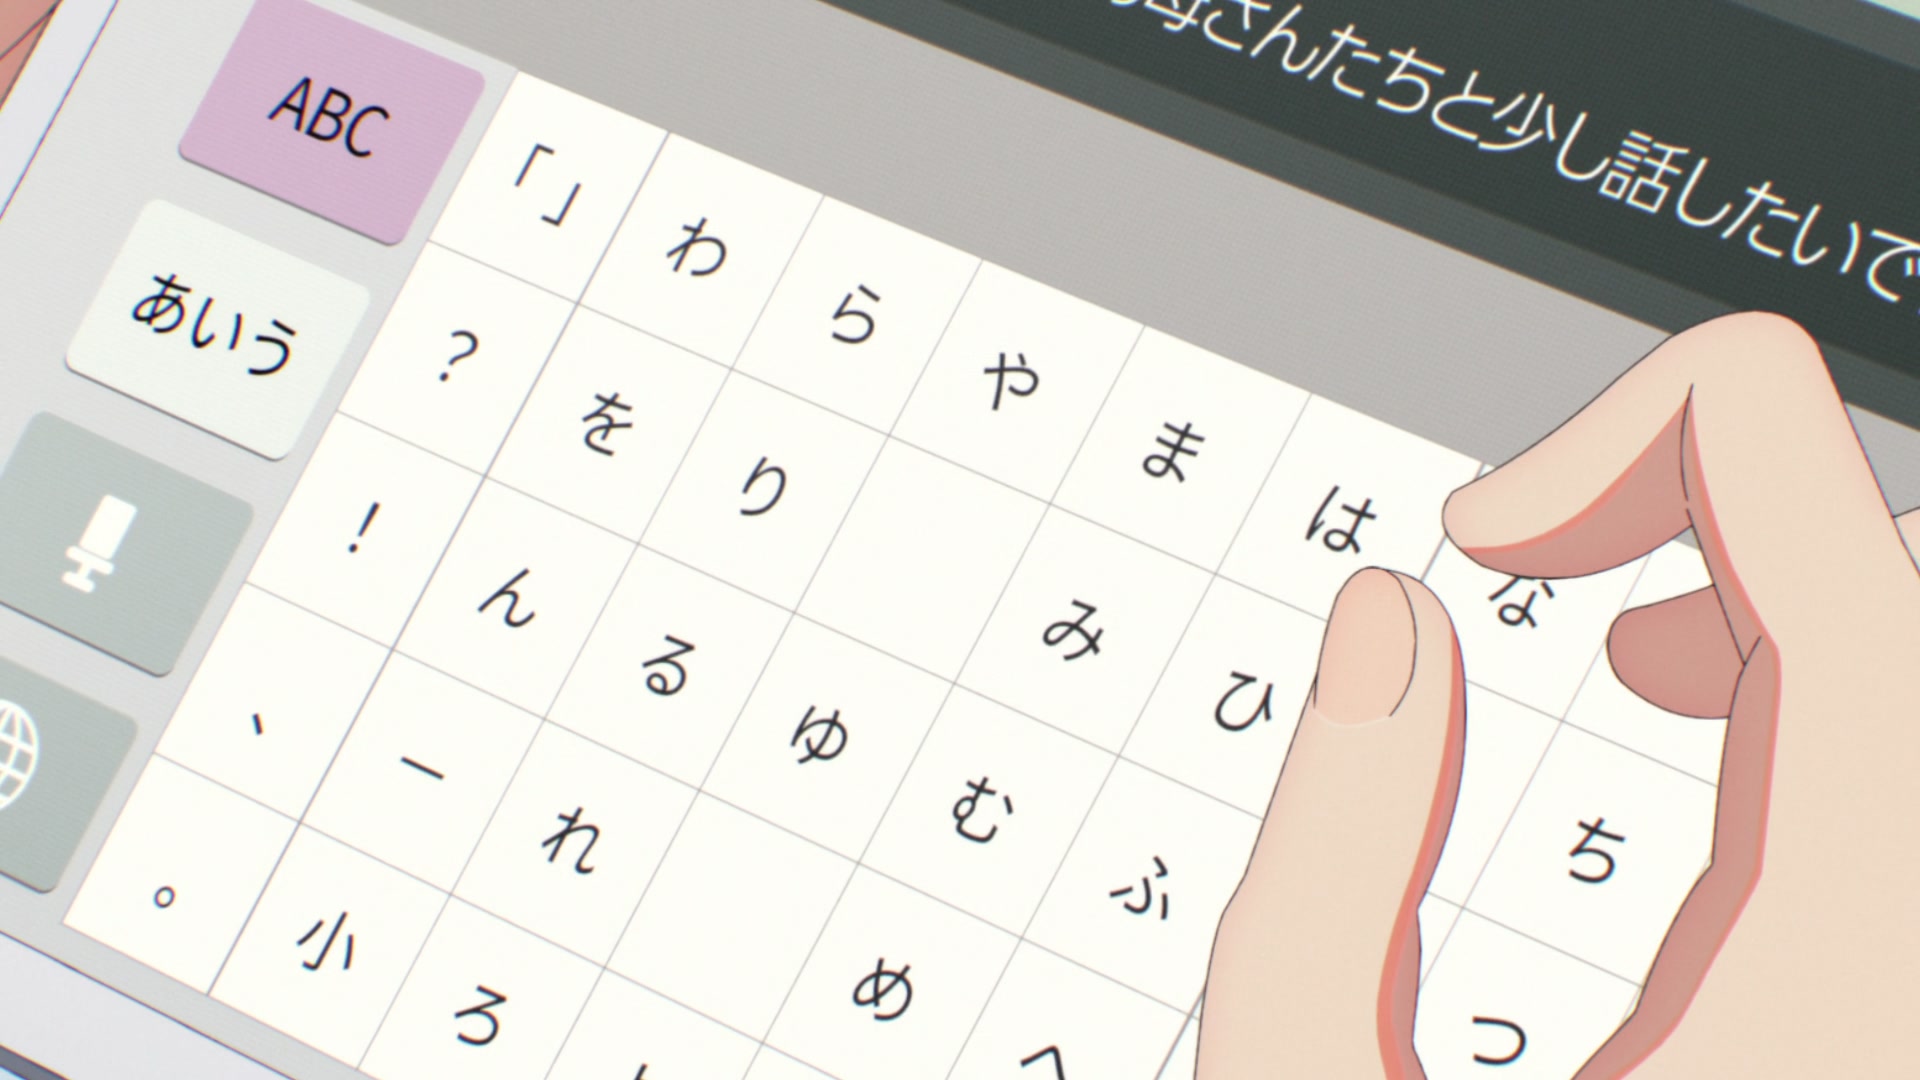 母さんたちと少し話したいで
ABC
あいう
「」 わ ら や ま は な
？ を り み ひ ち
！ ん る ゆ む ふ つ
、 ー れ め へ
。 小 ろ